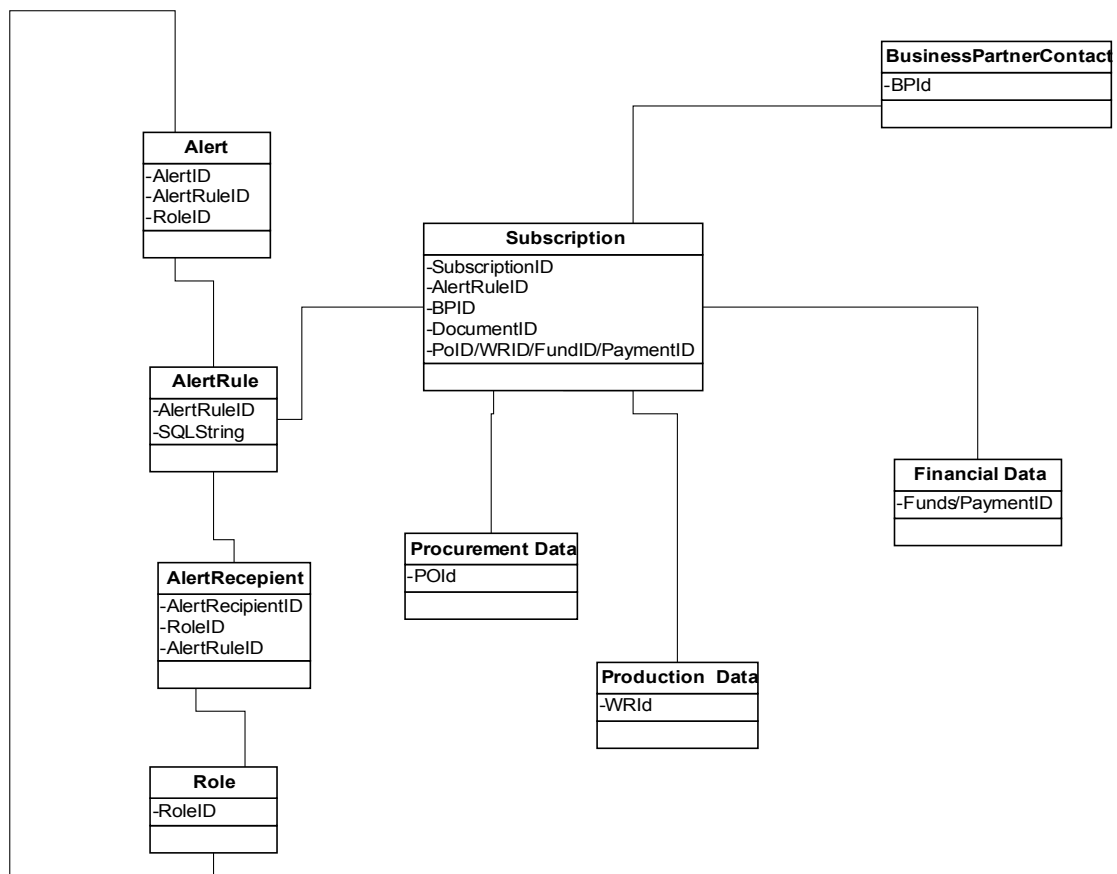 BusinessPartnerContact
-BPId
Alert
-AlertID
-AlertRuleID
-RoleID
Subscription
-SubscriptionID
-AlertRuleID
-BPID
-DocumentID
-PoID/WRID/FundID/PaymentID
AlertRule
-AlertRuleID
-SQLString
Financial Data
-Funds/PaymentID
Procurement Data
-POId
AlertRecepient
-AlertRecipientID
-RoleID
-AlertRuleID
Production Data
-WRId
Role
-RoleID